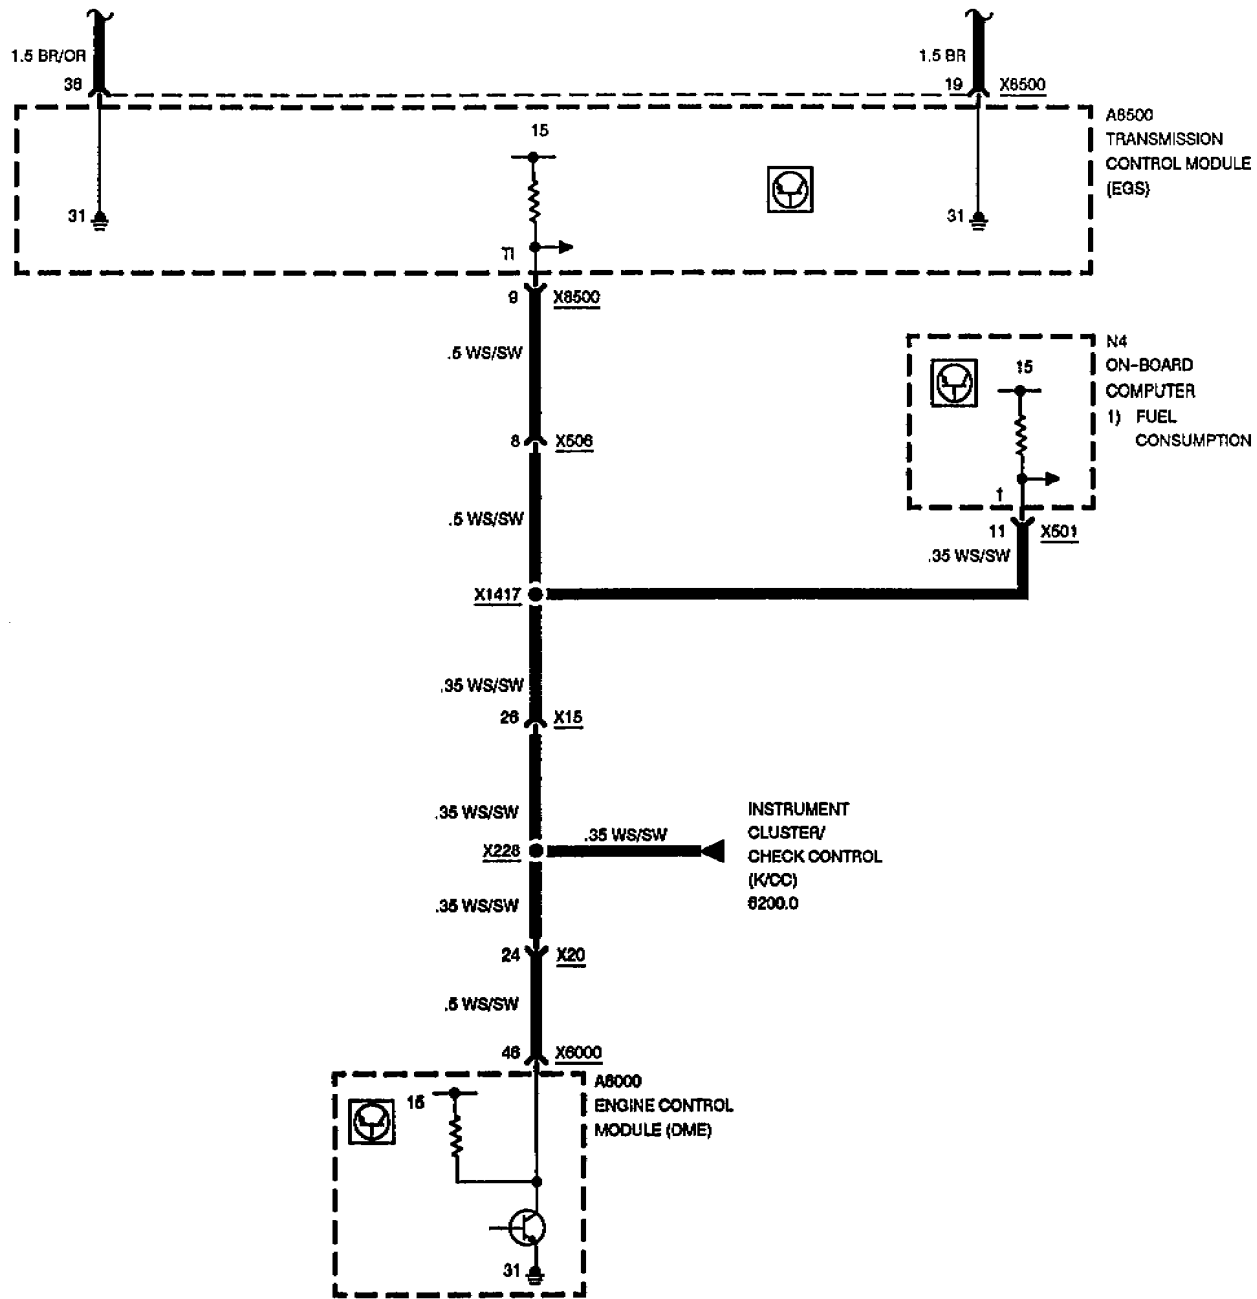 1.5 BR/OR
38
1.5 BR
19 X8500
A8500
TRANSMISSION
CONTROL MODULE
(EGS)
15
31
31
TI
9 X8500
.5 WS/SW
N4
ON-BOARD
COMPUTER
1) FUEL
CONSUMPTION
15
1
8 X506
11 X501
.5 WS/SW
.35 WS/SW
X1417
.35 WS/SW
26 X15
.35 WS/SW
.35 WS/SW
X228
INSTRUMENT
CLUSTER/
CHECK CONTROL
(K/CC)
6200.0
.35 WS/SW
24 X20
.5 WS/SW
46 X6000
A6000
ENGINE CONTROL
MODULE (DME)
15
31